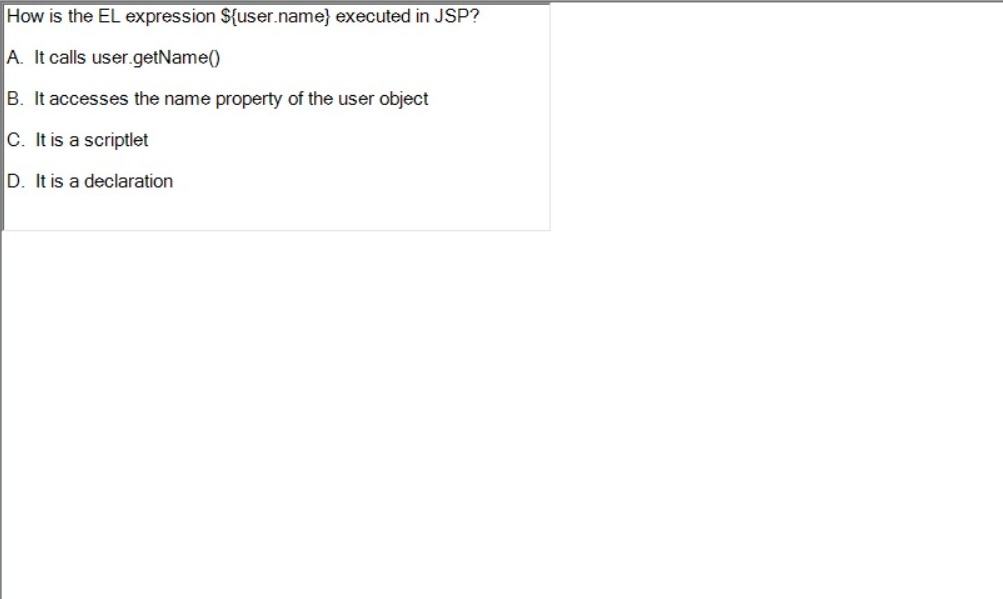 How is the EL expression ${user.name} executed in JSP?
A. It calls user.getName()
B. It accesses the name property of the user object
C. It is a scriptlet
D. It is a declaration